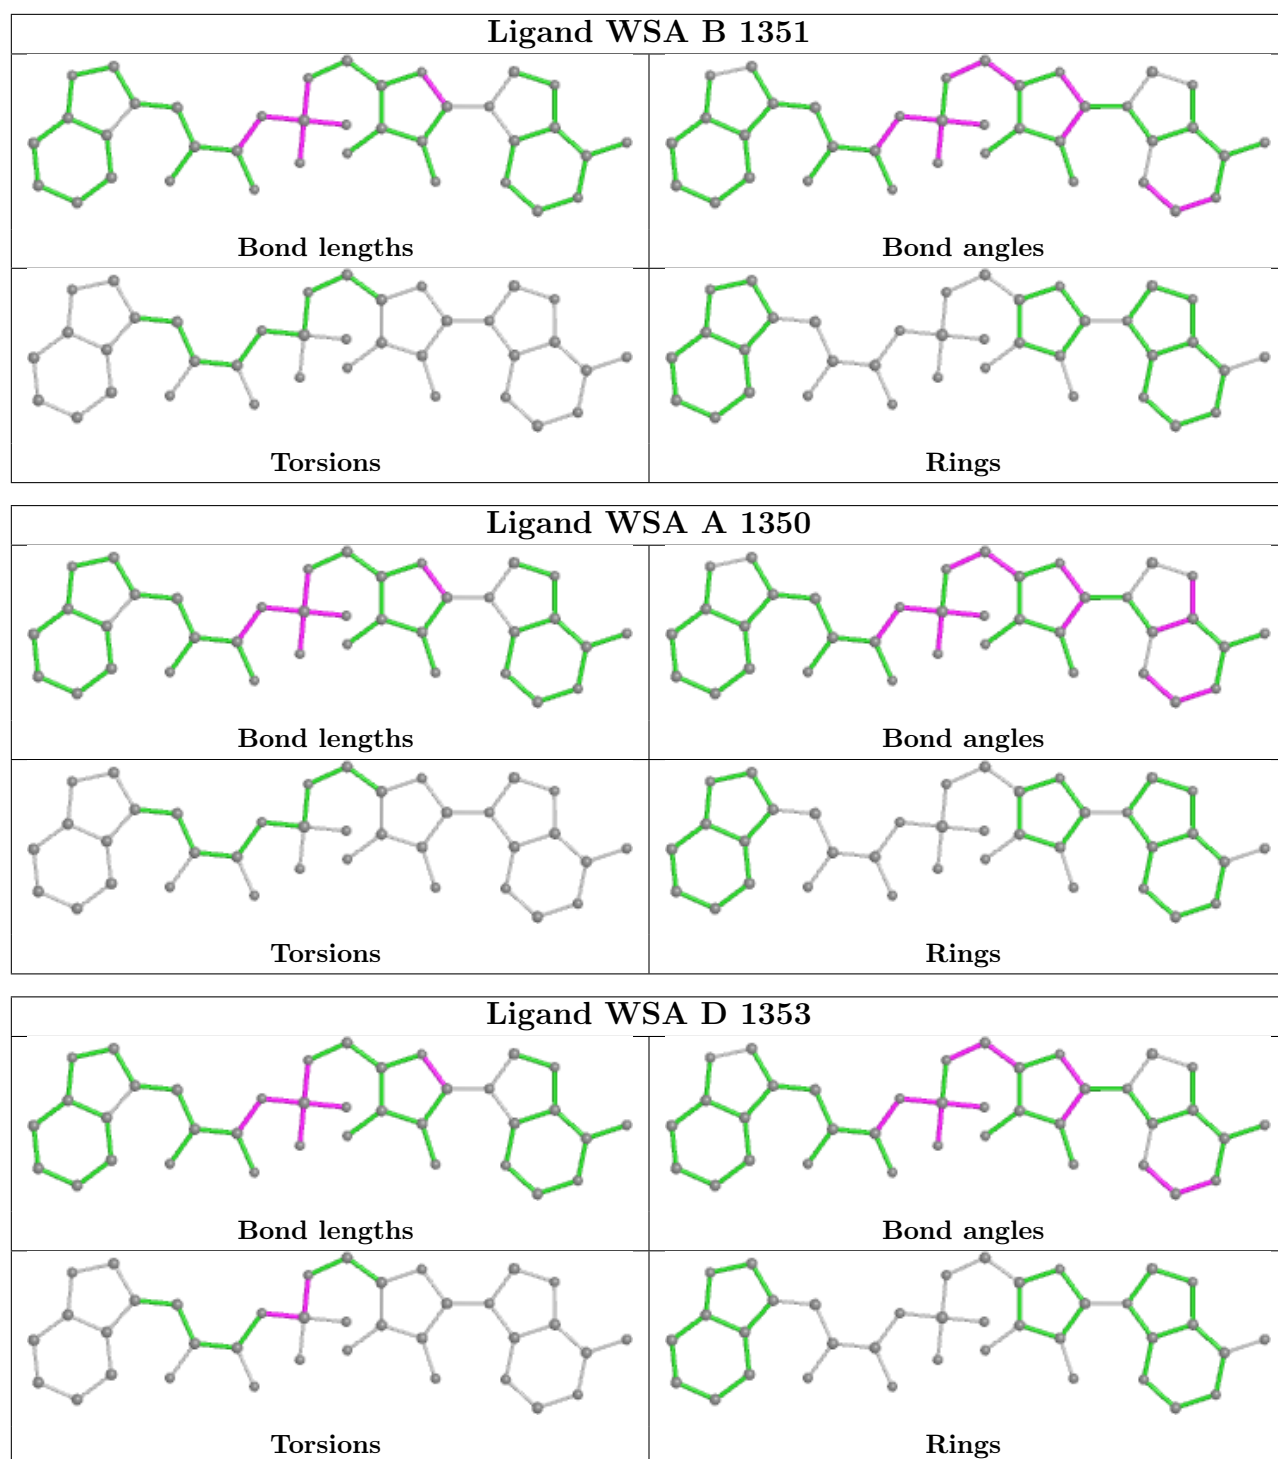 Ligand WSA B 1351
Bond lengths
Bond angles
Torsions
Rings
Ligand WSA A 1350
Bond lengths
Bond angles
Torsions
Rings
Ligand WSA D 1353
Bond lengths
Bond angles
Torsions
Rings